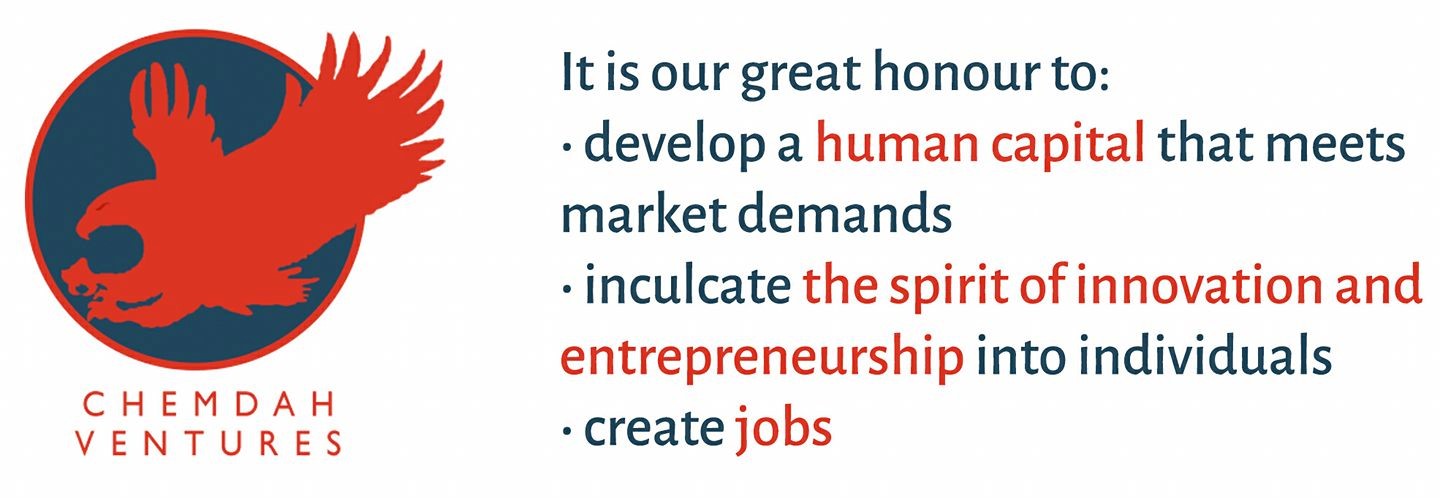 CHEMDAH
VENTURES
It is our great honour to:
· develop a human capital that meets
market demands
· inculcate the spirit of innovation and
entrepreneurship into individuals
· create jobs